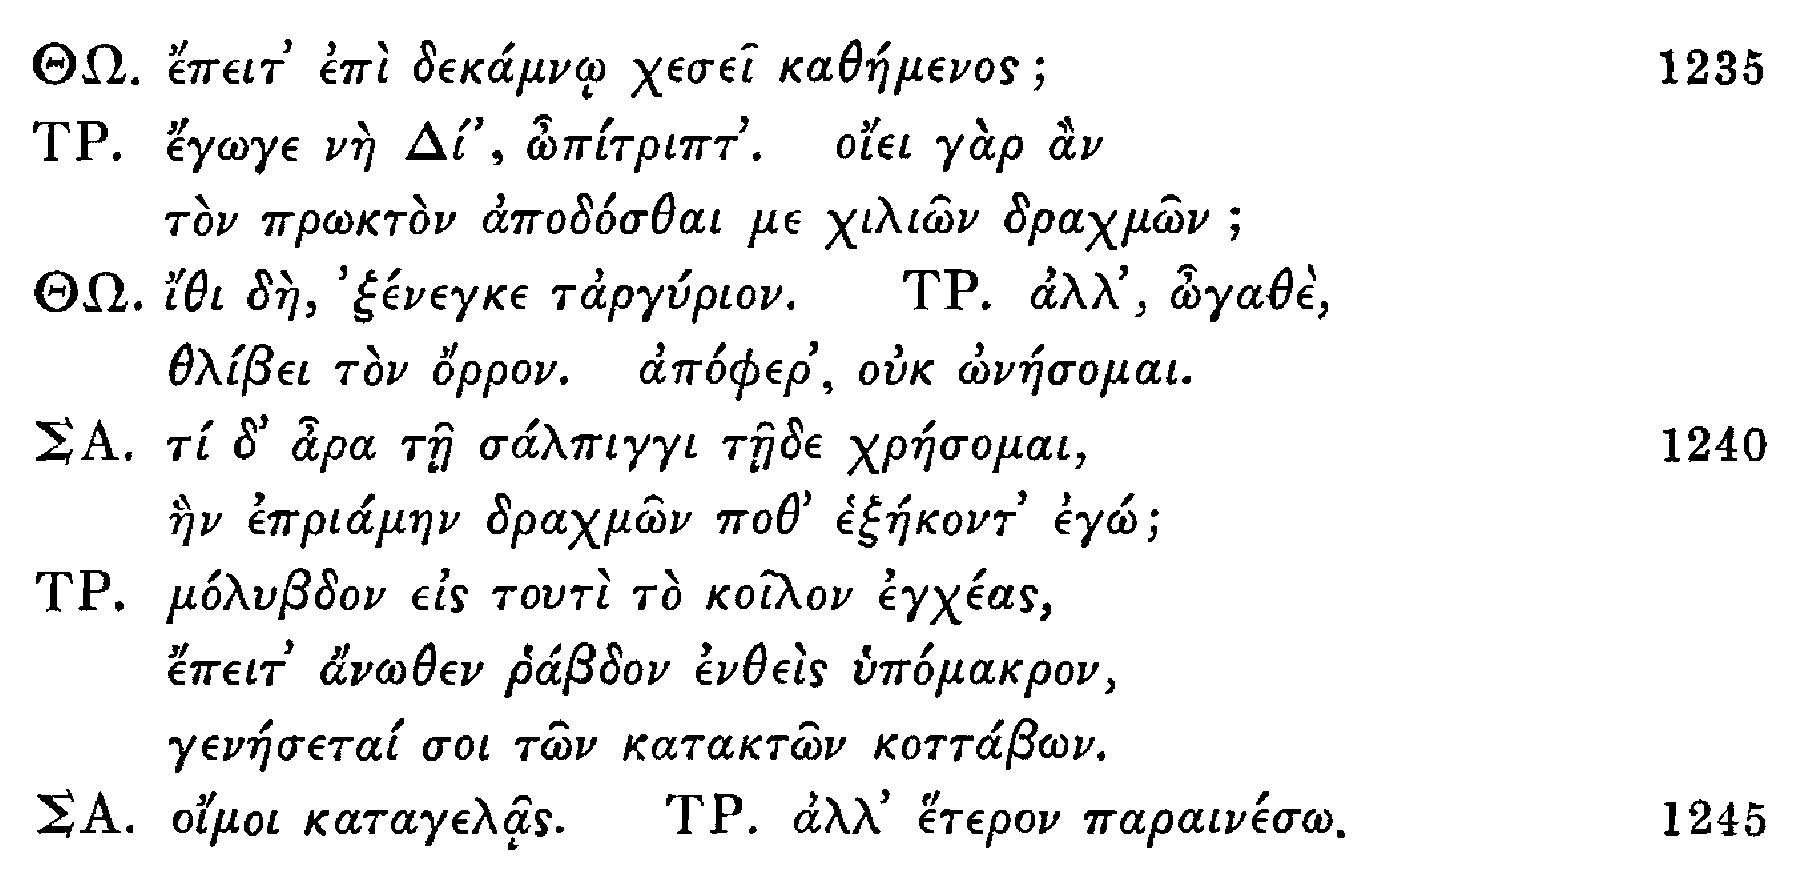 ΘΩ. ἔπειτ’ ἐπὶ δεκάμνῳ χεσεῖ καθήμενος; 1235
ΤΡ. ἔγωγε νὴ Δί’, ὦπίτριπτ’. οἴει γὰρ ἂν
τὸν πρωκτὸν ἀποδόσθαι με χιλιῶν δραχμῶν;
ΘΩ. ἴθι δὴ, ’ξένεγκε τἀργύριον. ΤΡ. ἀλλ’, ὦγαθὲ,
θλίβει τὸν ὄρρον. ἀπόφερ’, οὐκ ὠνήσομαι.
ΣΑ. τί δ’ ἆρα τῇ σάλπιγγι τῇδε χρήσομαι, 1240
ἣν ἐπριάμην δραχμῶν ποθ’ ἑξήκοντ’ ἐγώ;
ΤΡ. μόλυβδον εἰς τουτὶ τὸ κοῖλον ἐγχέας,
ἔπειτ’ ἄνωθεν ῥάβδον ἐνθεὶς ὑπόμακρον,
γενήσεταί σοι τῶν κατακτῶν κοττάβων.
ΣΑ. οἴμοι καταγελᾷς. ΤΡ. ἀλλ’ ἕτερον παραινέσω. 1245